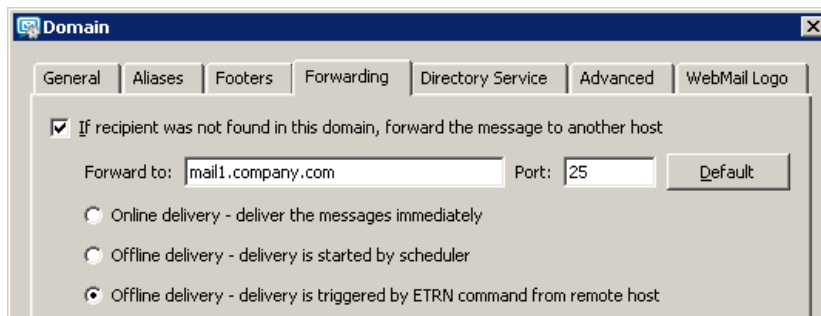 Domain
General Aliases Footers Forwarding Directory Service Advanced WebMail Logo
If recipient was not found in this domain, forward the message to another host
Forward to: mail1.company.com Port: 25 Default
Online delivery - deliver the messages immediately
Offline delivery - delivery is started by scheduler
Offline delivery - delivery is triggered by ETRN command from remote host